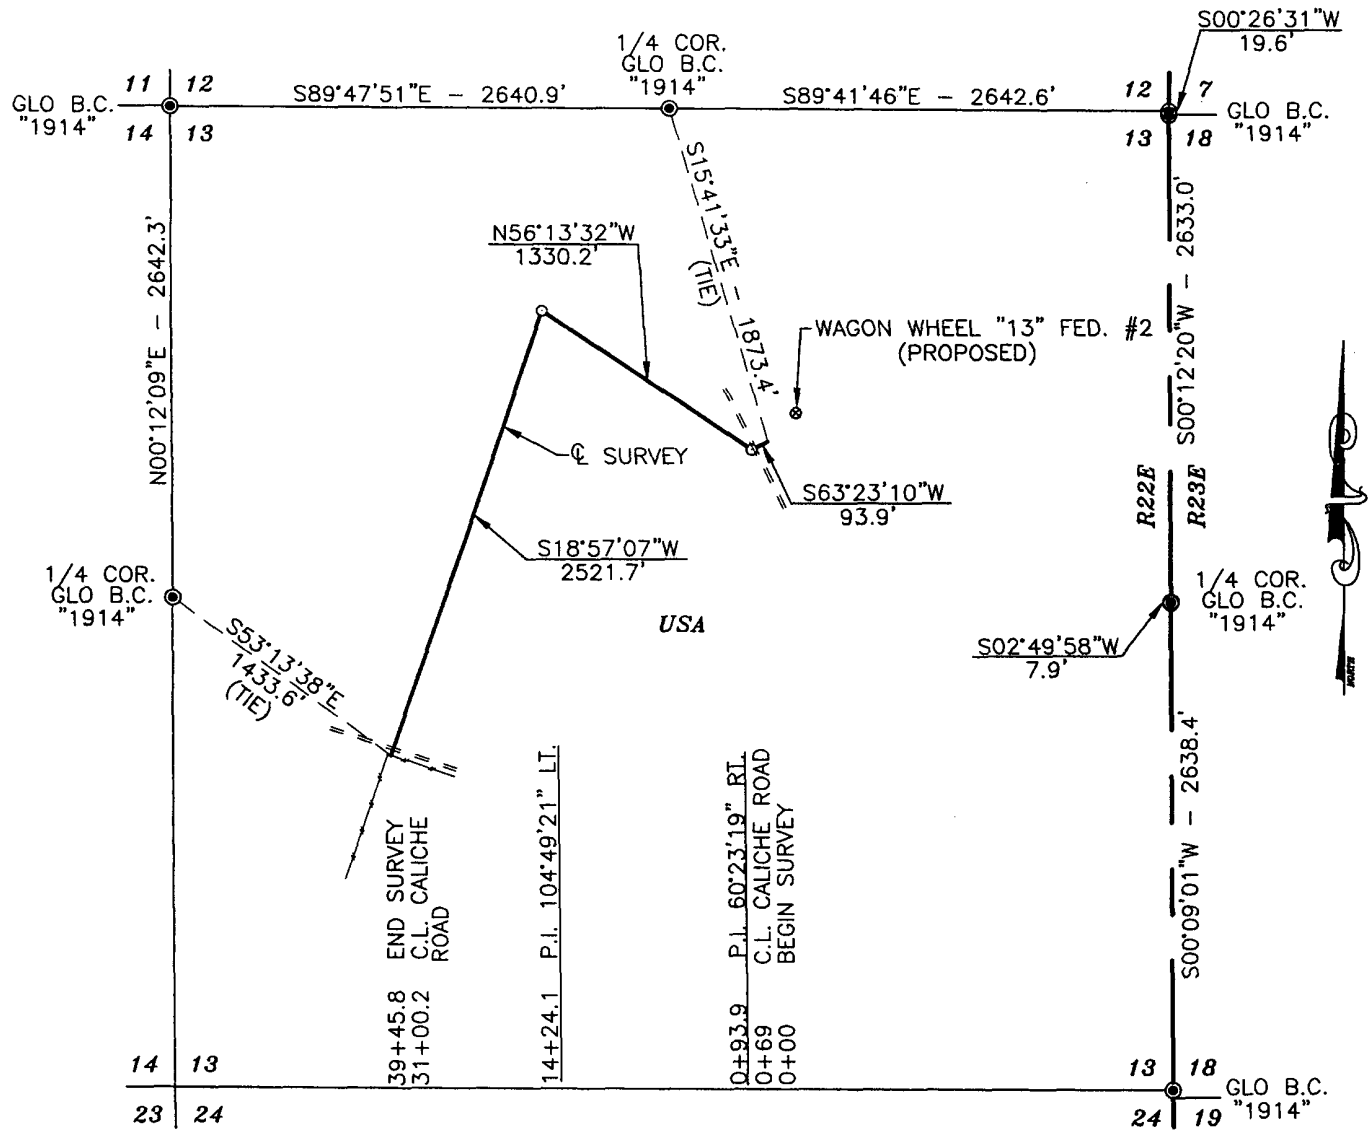 S00°26'31"W
19.6'
1/4 COR.
GLO B.C.
"1914"
11 12
GLO B.C.
"1914"
14 13
S89°47'51"E - 2640.9'
S89°41'46"E - 2642.6'
12 7
13 18
GLO B.C.
"1914"
N00°12'09"E - 2642.3'
S15°41'33"E - 1873.4'
(TIE)
N56°13'32"W
1330.2'
S00°12'20"W - 2633.0'
WAGON WHEEL "13" FED. #2
(PROPOSED)
℄ SURVEY
S63°23'10"W
93.9'
R22E
R23E
S18°57'07"W
2521.7'
1/4 COR.
GLO B.C.
"1914"
1/4 COR.
GLO B.C.
"1914"
USA
S02°49'58"W
7.9'
S53°13'38"E
1433.6'
(TIE)
NORTH
S00°09'01"W - 2638.4'
39+45.8 END SURVEY
31+00.2 C.L. CALICHE
ROAD
14+24.1 P.I. 104°49'21" LT.
0+93.9 P.I. 60°23'19" RT.
0+69 C.L. CALICHE ROAD
0+00 BEGIN SURVEY
14 13
23 24
13 18
24 19
GLO B.C.
"1914"